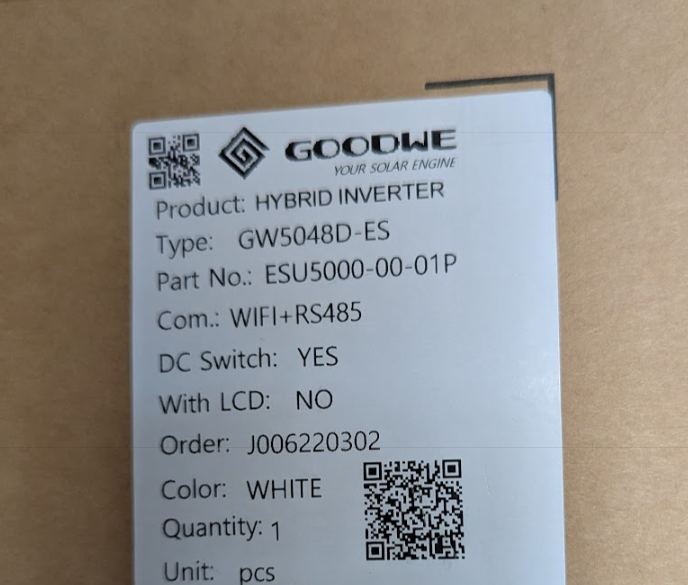 GOODWE
YOUR SOLAR ENGINE
Product: HYBRID INVERTER
Type: GW5048D-ES
Part No.: ESU5000-00-01P
Com.: WIFI+RS485
DC Switch: YES
With LCD: NO
Order: J006220302
Color: WHITE
Quantity: 1
Unit: pcs